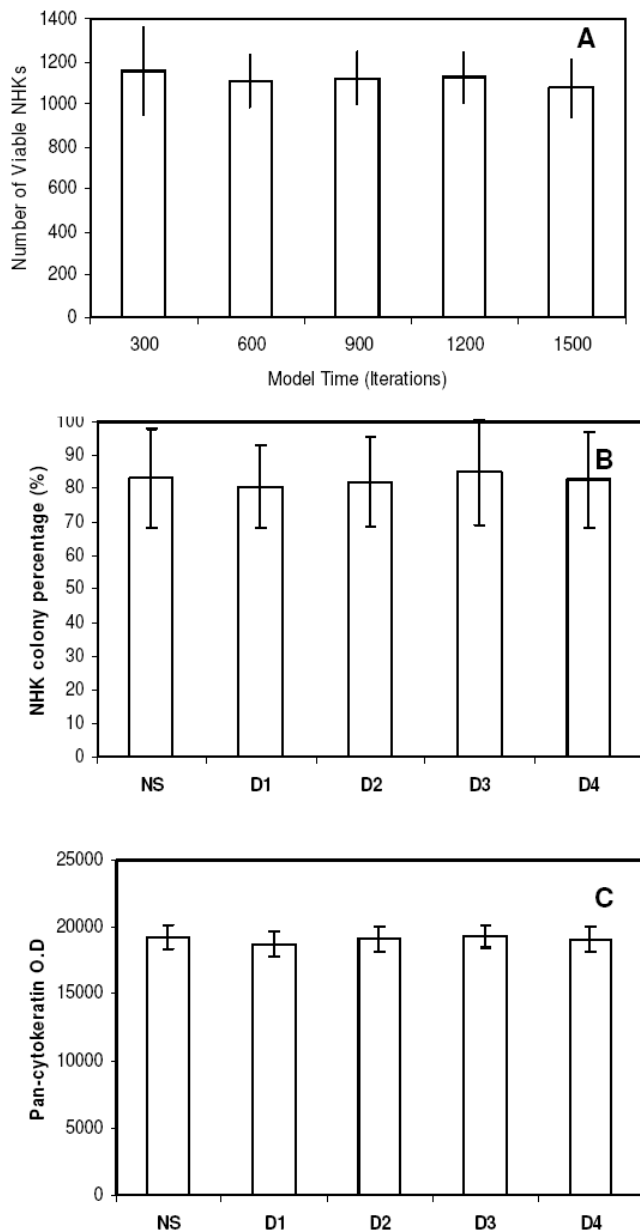 A
Number of Viable NHKs
1400
1200
1000
800
600
400
200
0
300 600 900 1200 1500
Model Time (Iterations)
B
NHK colony percentage (%)
100
90
80
70
60
50
40
30
20
10
0
NS D1 D2 D3 D4
C
Pan-cytokeratin O.D
25000
20000
15000
10000
5000
0
NS D1 D2 D3 D4